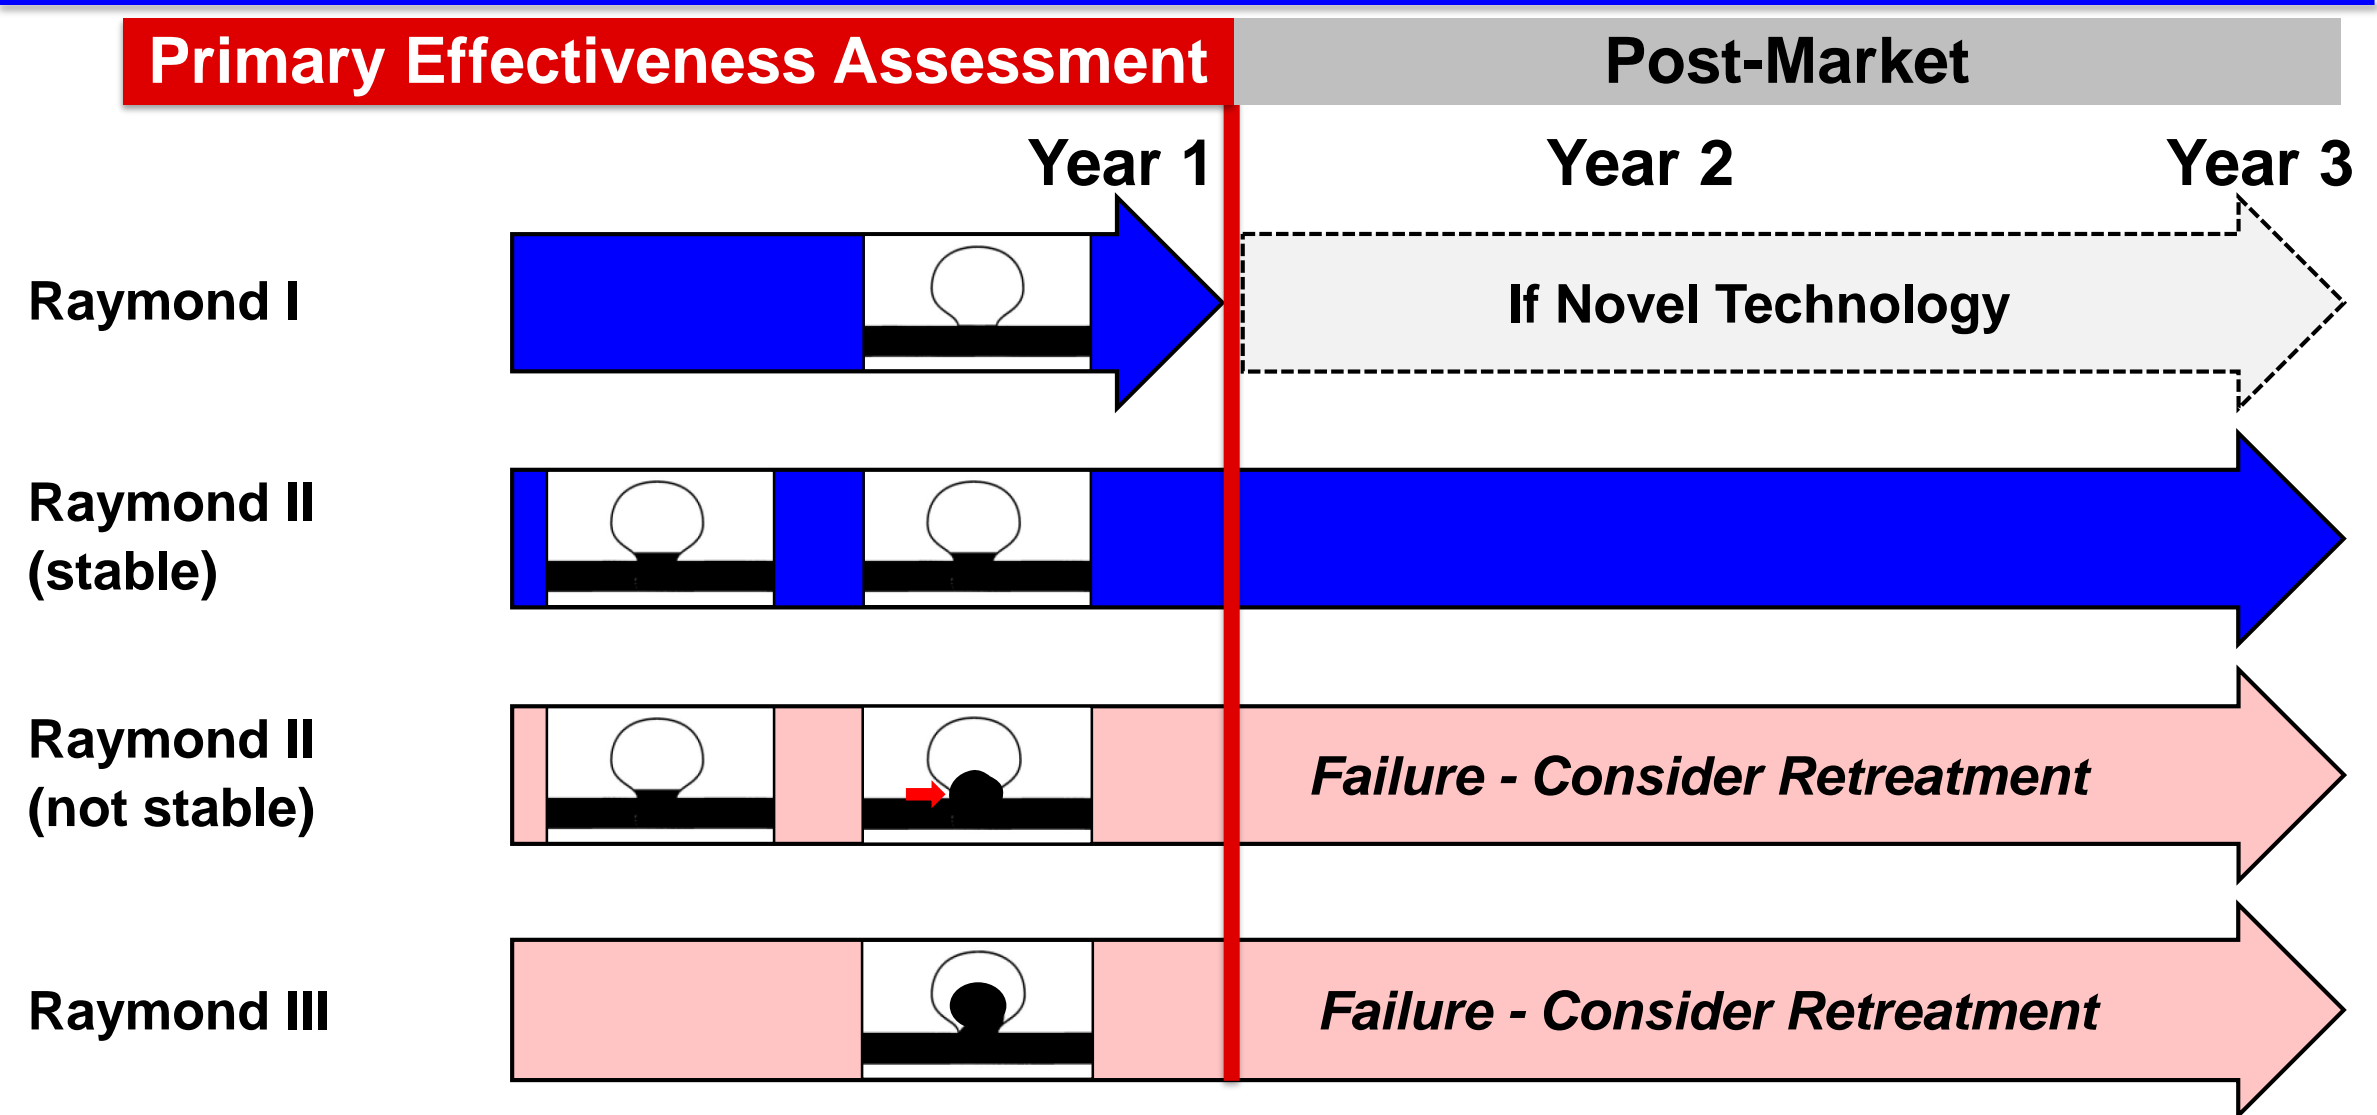 Primary Effectiveness Assessment
Post-Market
Year 1
Year 2
Year 3
Raymond I
If Novel Technology
Raymond II
(stable)
Raymond II
(not stable)
Failure - Consider Retreatment
Raymond III
Failure - Consider Retreatment